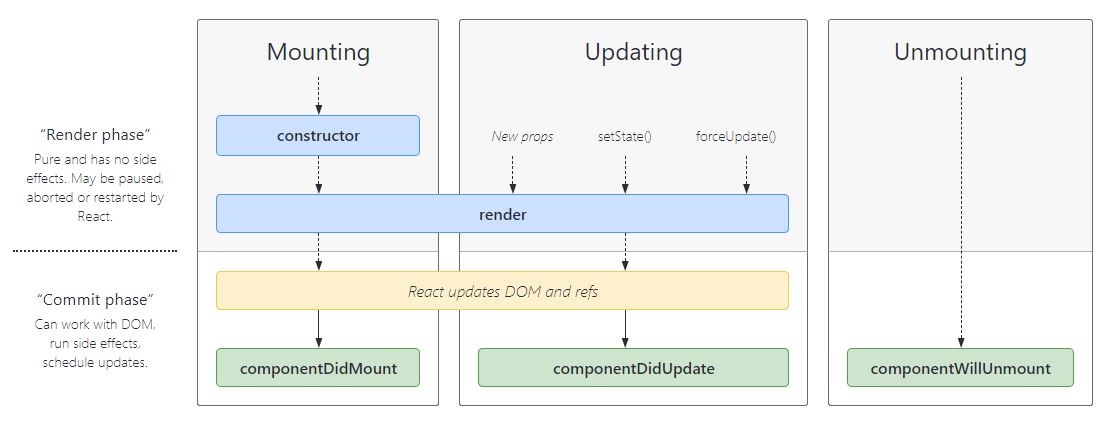 Mounting
Updating
Unmounting
“Render phase”
Pure and has no side
effects. May be paused,
aborted or restarted by
React.
constructor
New props
setState()
forceUpdate()
render
“Commit phase”
Can work with DOM,
run side effects,
schedule updates.
React updates DOM and refs
componentDidMount
componentDidUpdate
componentWillUnmount